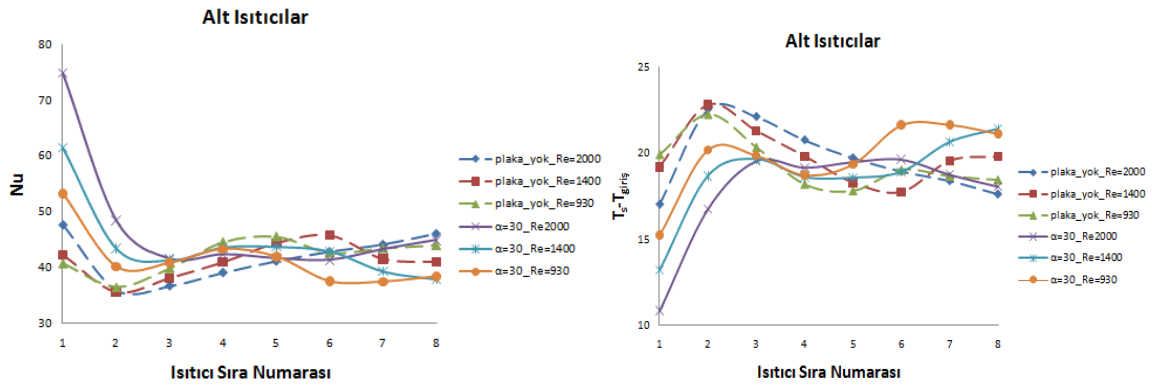 Alt Isıtıcılar
80
70
60
50
40
30
Nu
1 2 3 4 5 6 7 8
Isıtıcı Sıra Numarası
plaka_yok_Re=2000
plaka_yok_Re=1400
plaka_yok_Re=930
α=30_Re2000
α=30_Re=1400
α=30_Re=930
Alt Isıtıcılar
25
20
15
10
Ts-Tgiriş
1 2 3 4 5 6 7 8
Isıtıcı Sıra Numarası
plaka_yok_Re=2000
plaka_yok_Re=1400
plaka_yok_Re=930
α=30_Re2000
α=30_Re=1400
α=30_Re=930